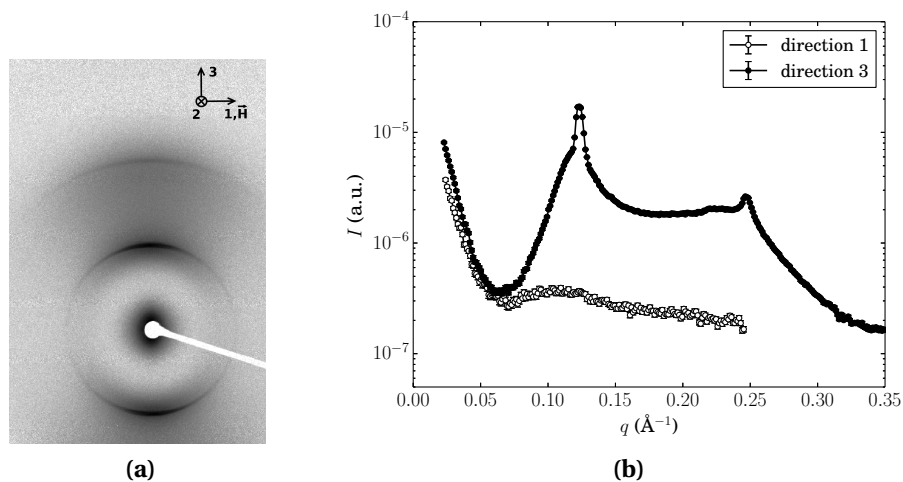 3
2
1,H⃗
(a)
10⁻⁴
10⁻⁵
10⁻⁶
10⁻⁷
I (a.u.)
direction 1
direction 3
0.00 0.05 0.10 0.15 0.20 0.25 0.30 0.35
q (Å⁻¹)
(b)